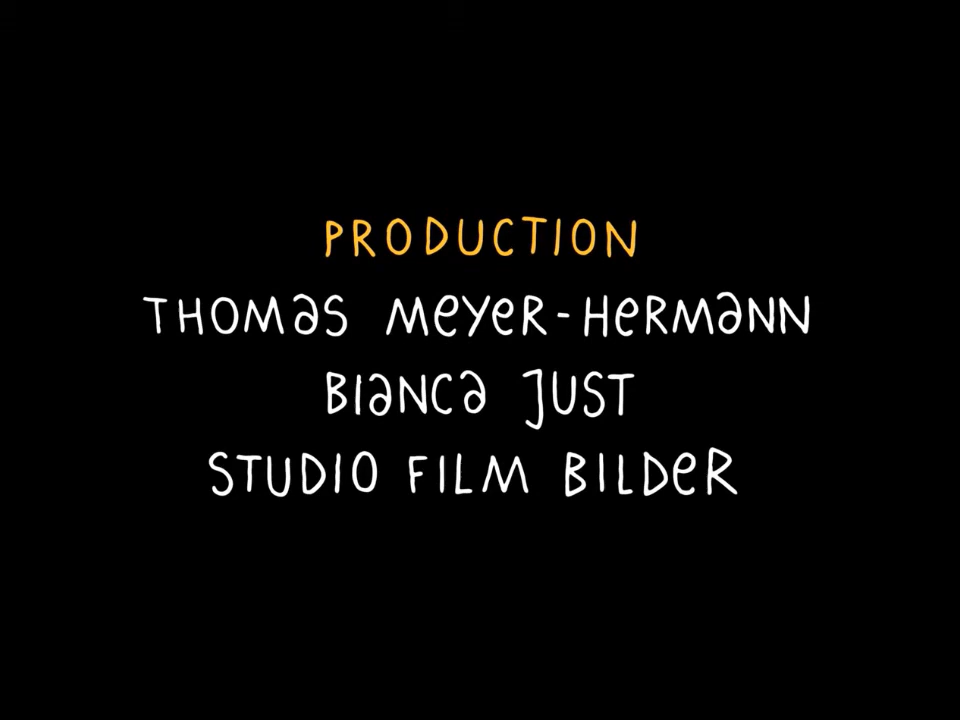 PRODUCTION
THOMAS MEYER-HERMANN
BIANCA JUST
STUDIO FILM BILDER